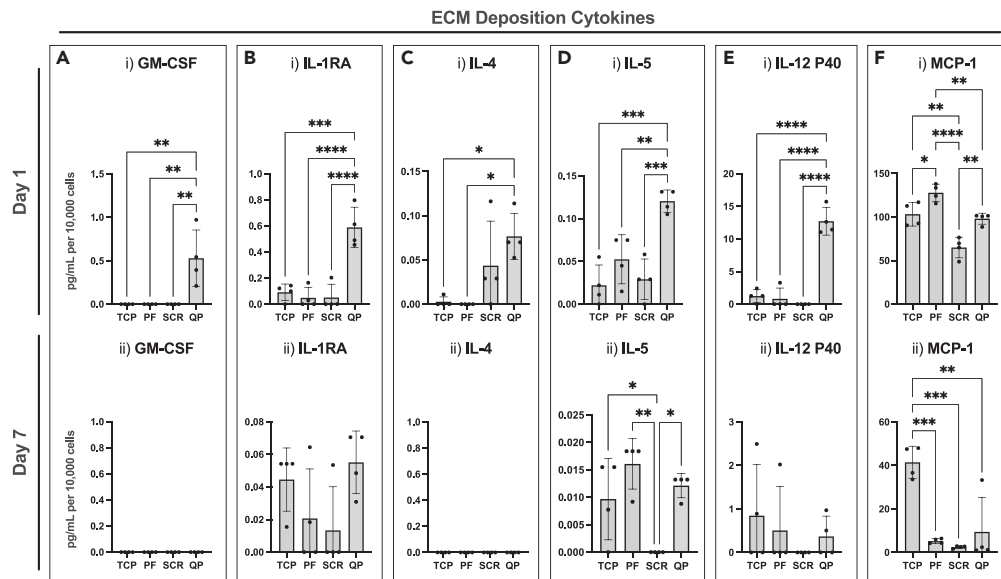 ECM Deposition Cytokines
Day 1
pg/mL per 10,000 cells
A
i) GM-CSF
**
**
**
1.5
1.0
0.5
0.0
TCP PF SCR QP
B
i) IL-1RA
***
****
****
1.0
0.8
0.6
0.4
0.2
0.0
TCP PF SCR QP
C
i) IL-4
*
*
0.15
0.10
0.05
0.00
TCP PF SCR QP
D
i) IL-5
***
**
***
0.15
0.10
0.05
0.00
TCP PF SCR QP
E
i) IL-12 P40
****
****
****
20
15
10
5
0
TCP PF SCR QP
F
i) MCP-1
**
**
****
*
**
150
100
50
0
TCP PF SCR QP
Day 7
pg/mL per 10,000 cells
ii) GM-CSF
1.0
0.8
0.6
0.4
0.2
0.0
TCP PF SCR QP
ii) IL-1RA
0.08
0.06
0.04
0.02
0.00
TCP PF SCR QP
ii) IL-4
1.0
0.8
0.6
0.4
0.2
0.0
TCP PF SCR QP
ii) IL-5
*
**
*
0.025
0.020
0.015
0.010
0.005
0.000
TCP PF SCR QP
ii) IL-12 P40
3
2
1
0
TCP PF SCR QP
ii) MCP-1
**
***
***
60
40
20
0
TCP PF SCR QP